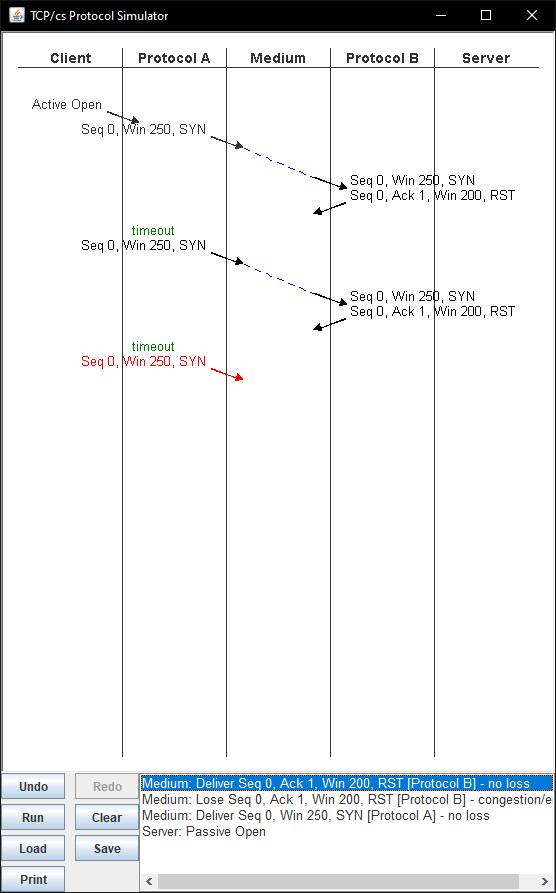 TCP/cs Protocol Simulator
Client Protocol A Medium Protocol B Server
Active Open
Seq 0, Win 250, SYN
Seq 0, Win 250, SYN
Seq 0, Ack 1, Win 200, RST
timeout
Seq 0, Win 250, SYN
Seq 0, Win 250, SYN
Seq 0, Ack 1, Win 200, RST
timeout
Seq 0, Win 250, SYN
Undo Redo
Run Clear
Load Save
Print
Medium: Deliver Seq 0, Ack 1, Win 200, RST [Protocol B] - no loss
Medium: Lose Seq 0, Ack 1, Win 200, RST [Protocol B] - congestion/e
Medium: Deliver Seq 0, Win 250, SYN [Protocol A] - no loss
Server: Passive Open